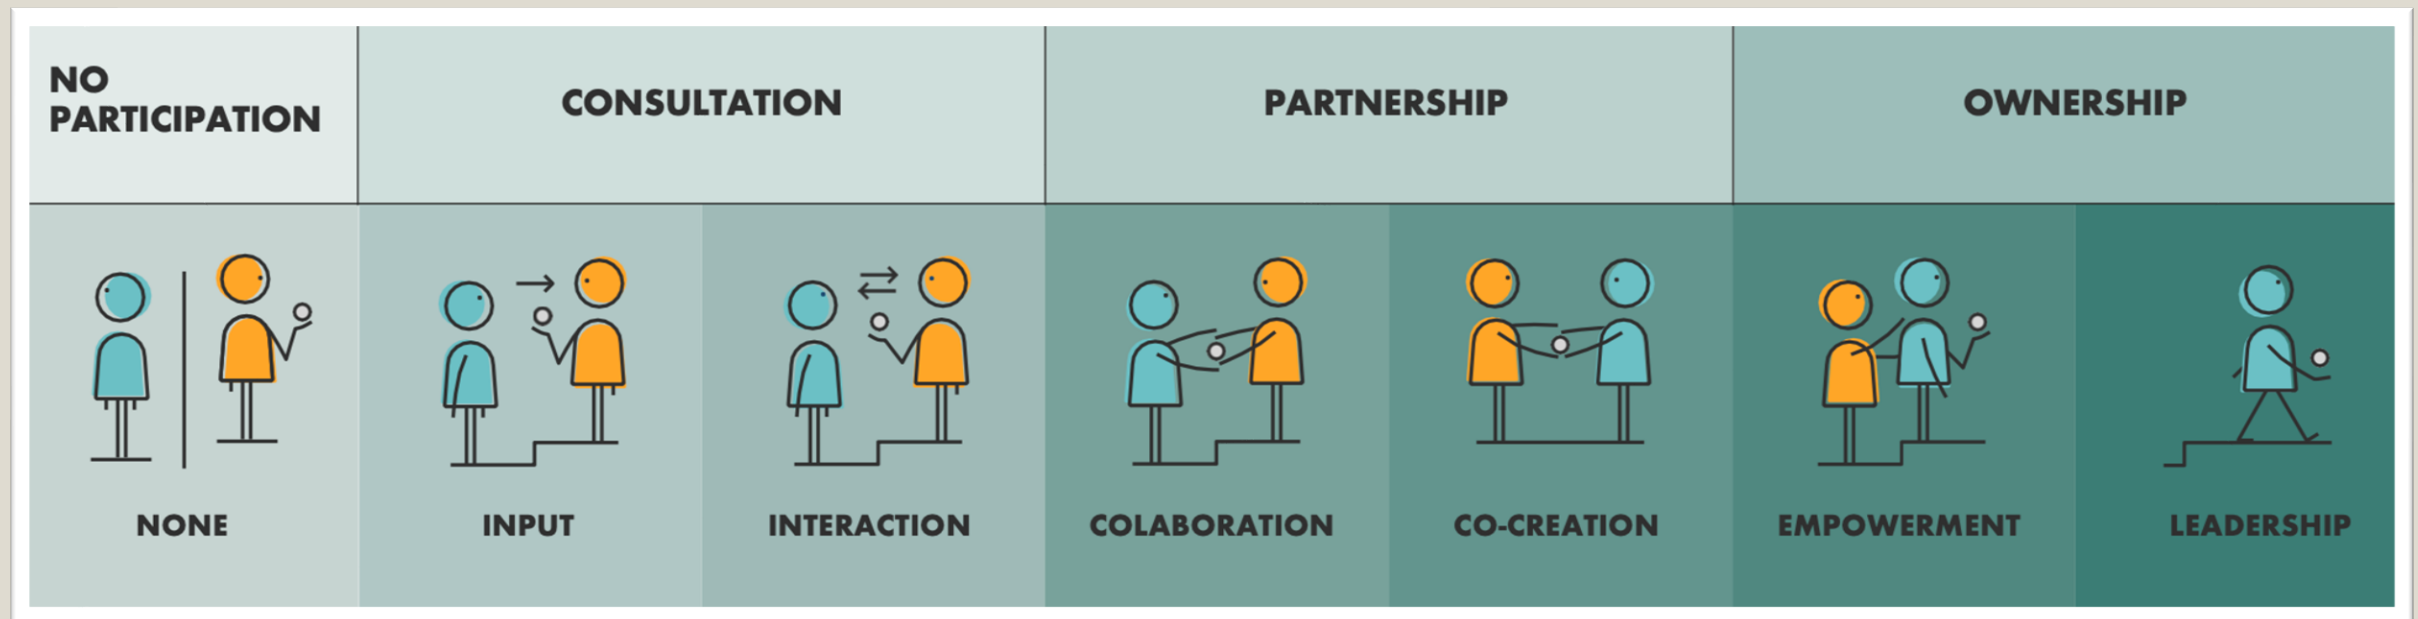 NO
PARTICIPATION
CONSULTATION
PARTNERSHIP
OWNERSHIP
NONE
INPUT
INTERACTION
COLABORATION
CO-CREATION
EMPOWERMENT
LEADERSHIP